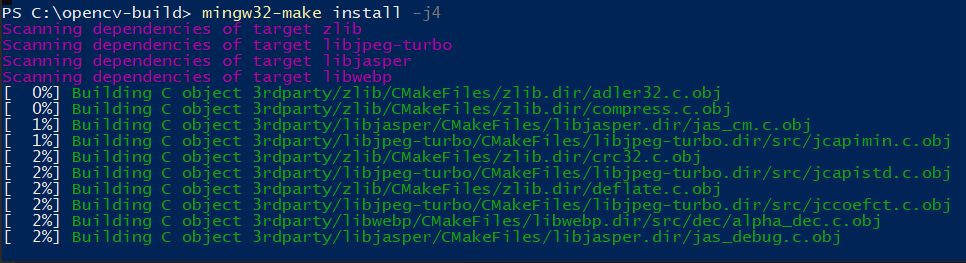 PS C:\opencv-build> mingw32-make install -j4
Scanning dependencies of target zlib
Scanning dependencies of target libjpeg-turbo
Scanning dependencies of target libjasper
Scanning dependencies of target libwebp
[  0%] Building C object 3rdparty/zlib/CMakeFiles/zlib.dir/adler32.c.obj
[  0%] Building C object 3rdparty/zlib/CMakeFiles/zlib.dir/compress.c.obj
[  1%] Building C object 3rdparty/libjasper/CMakeFiles/libjasper.dir/jas_cm.c.obj
[  1%] Building C object 3rdparty/libjpeg-turbo/CMakeFiles/libjpeg-turbo.dir/src/jcapimin.c.obj
[  2%] Building C object 3rdparty/zlib/CMakeFiles/zlib.dir/crc32.c.obj
[  2%] Building C object 3rdparty/libjpeg-turbo/CMakeFiles/libjpeg-turbo.dir/src/jcapistd.c.obj
[  2%] Building C object 3rdparty/zlib/CMakeFiles/zlib.dir/deflate.c.obj
[  2%] Building C object 3rdparty/libjpeg-turbo/CMakeFiles/libjpeg-turbo.dir/src/jccoefct.c.obj
[  2%] Building C object 3rdparty/libwebp/CMakeFiles/libwebp.dir/src/dec/alpha_dec.c.obj
[  2%] Building C object 3rdparty/libjasper/CMakeFiles/libjasper.dir/jas_debug.c.obj